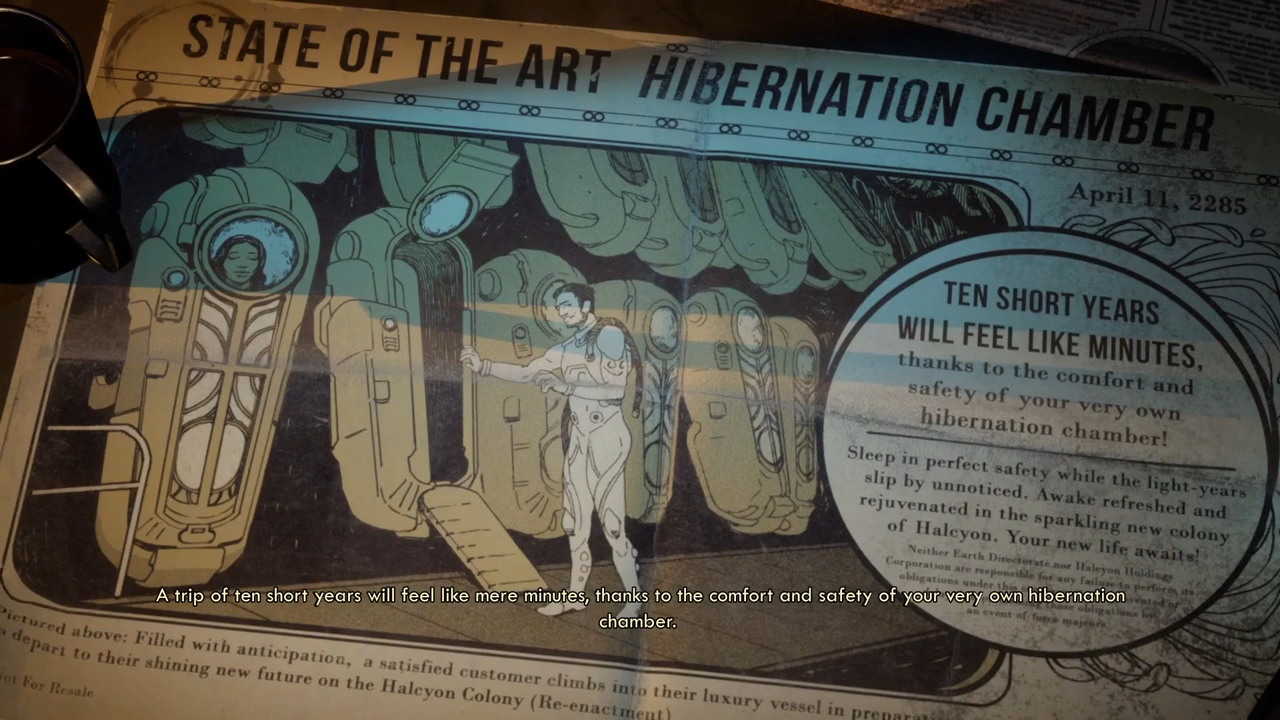 STATE OF THE ART HIBERNATION CHAMBER
April 11, 2285
TEN SHORT YEARS
WILL FEEL LIKE MINUTES,
thanks to the comfort and
safety of your very own
hibernation chamber!
Sleep in perfect safety while the light-years
slip by unnoticed. Awake refreshed and
rejuvenated in the sparkling new colony
of Halcyon. Your new life awaits!
Neither Earth Directorate nor Halcyon Holdings
Corporation are responsible for any failure to perform its
obligations under
those obligations
an event of force majeure
A trip of ten short years will feel like mere minutes, thanks to the comfort and safety of your very own hibernation
chamber.
Pictured above: Filled with anticipation, a satisfied customer climbs into their luxury vessel in
depart to their shining new future on the Halcyon Colony (Re-enactment)
Not For Resale